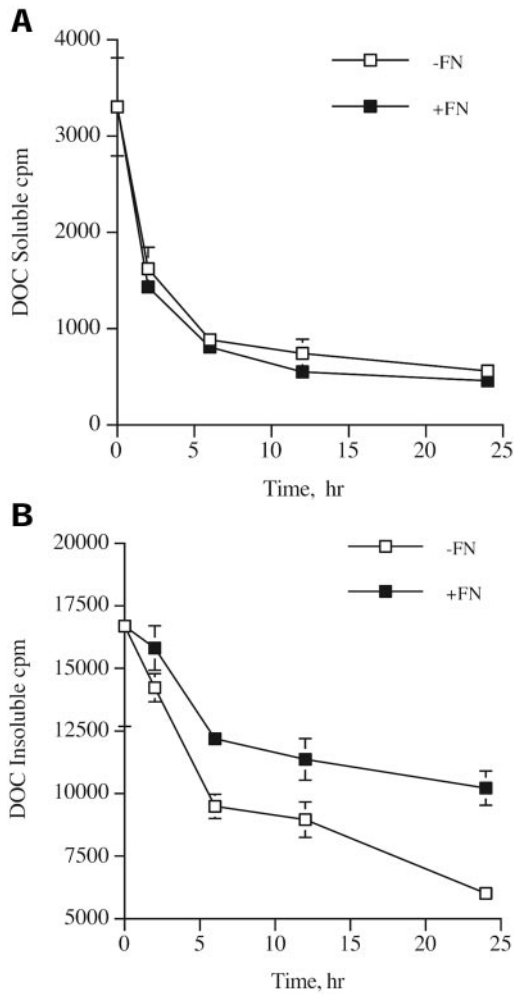 A
4000
3000
2000
1000
0
DOC Soluble cpm
-FN
+FN
0 5 10 15 20 25
Time, hr
B
20000
17500
15000
12500
10000
7500
5000
DOC Insoluble cpm
-FN
+FN
0 5 10 15 20 25
Time, hr